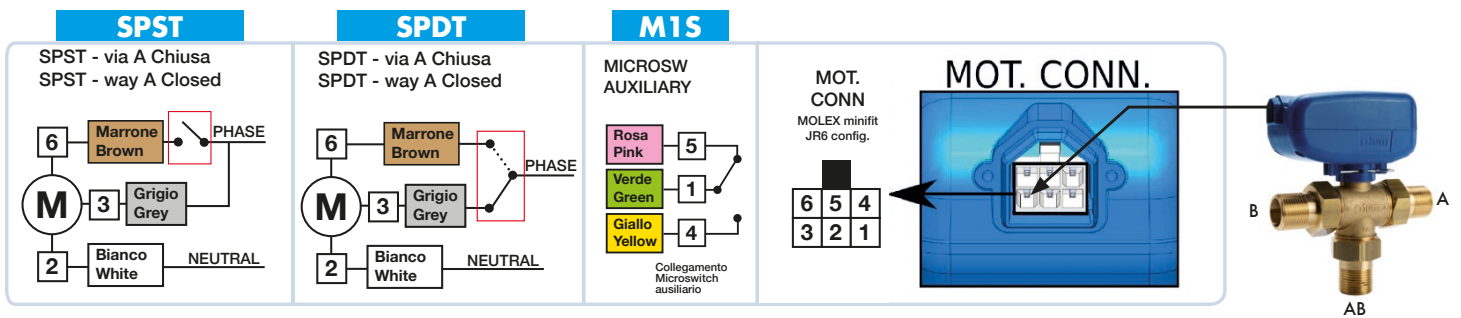 SPST
SPST - via A Chiusa
SPST - way A Closed
6
Marrone
Brown
PHASE
M
3
Grigio
Grey
2
Bianco
White
NEUTRAL
SPDT
SPDT - via A Chiusa
SPDT - way A Closed
6
Marrone
Brown
PHASE
M
3
Grigio
Grey
2
Bianco
White
NEUTRAL
M1S
MICROSW
AUXILIARY
Rosa
Pink
5
Verde
Green
1
Giallo
Yellow
4
Collegamento
Microswitch
ausiliario
MOT.
CONN
MOLEX minifit
JR6 config.
6 5 4
3 2 1
MOT. CONN.
B
A
AB